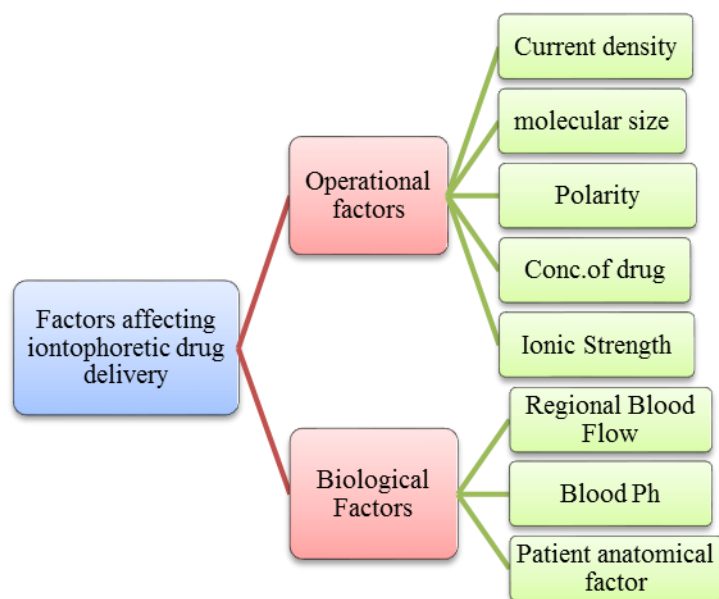 Factors affecting
iontophoretic drug
delivery
Operational
factors
Current density
molecular size
Polarity
Conc.of drug
Ionic Strength
Biological
Factors
Regional Blood
Flow
Blood Ph
Patient anatomical
factor